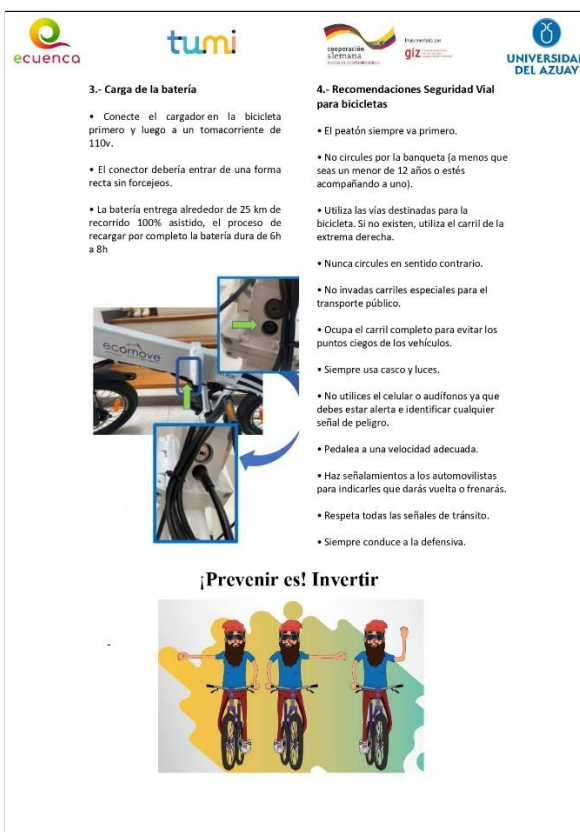 ecuenca
tumi
cooperación
alemana
Implementada por
giz
UNIVERSIDAD
DEL AZUAY
3.- Carga de la batería
• Conecte el cargador en la bicicleta
primero y luego a un tomacorriente de
110v.
• El conector debería entrar de una forma
recta sin forcejeos.
• La batería entrega alrededor de 25 km de
recorrido 100% asistido, el proceso de
recargar por completo la batería dura de 6h
a 8h
ecomove
4.- Recomendaciones Seguridad Vial
para bicicletas
• El peatón siempre va primero.
• No circules por la banqueta (a menos que
seas un menor de 12 años o estés
acompañando a uno).
• Utiliza las vías destinadas para la
bicicleta. Si no existen, utiliza el carril de la
extrema derecha.
• Nunca circules en sentido contrario.
• No invadas carriles especiales para el
transporte público.
• Ocupa el carril completo para evitar los
puntos ciegos de los vehículos.
• Siempre usa casco y luces.
• No utilices el celular o audífonos ya que
debes estar alerta e identificar cualquier
señal de peligro.
• Pedalea a una velocidad adecuada.
• Haz señalamientos a los automovilistas
para indicarles que darás vuelta o frenarás.
• Respeta todas las señales de tránsito.
• Siempre conduce a la defensiva.
¡Prevenir es! Invertir
-